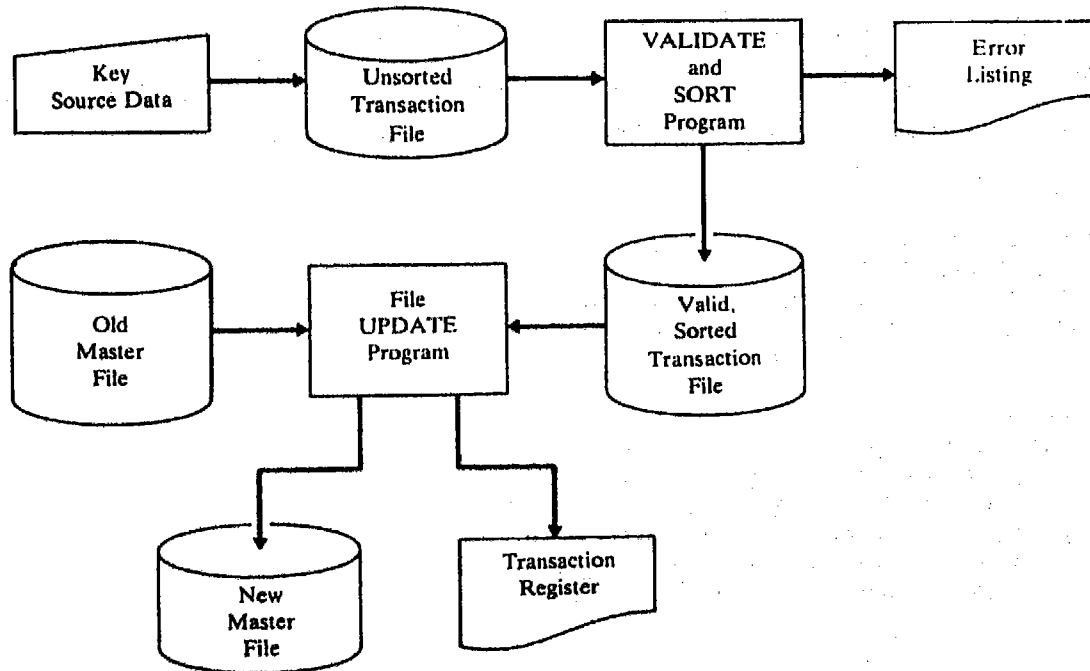 Key
Source Data
Unsorted
Transaction
File
VALIDATE
and
SORT
Program
Error
Listing
Old
Master
File
File
UPDATE
Program
Valid,
Sorted
Transaction
File
New
Master
File
Transaction
Register